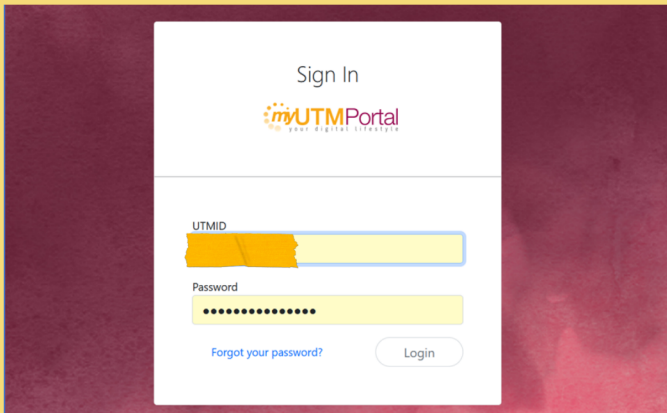 Sign In
myUTMPortal
your digital lifestyle
UTMID
Password
Forgot your password?
Login